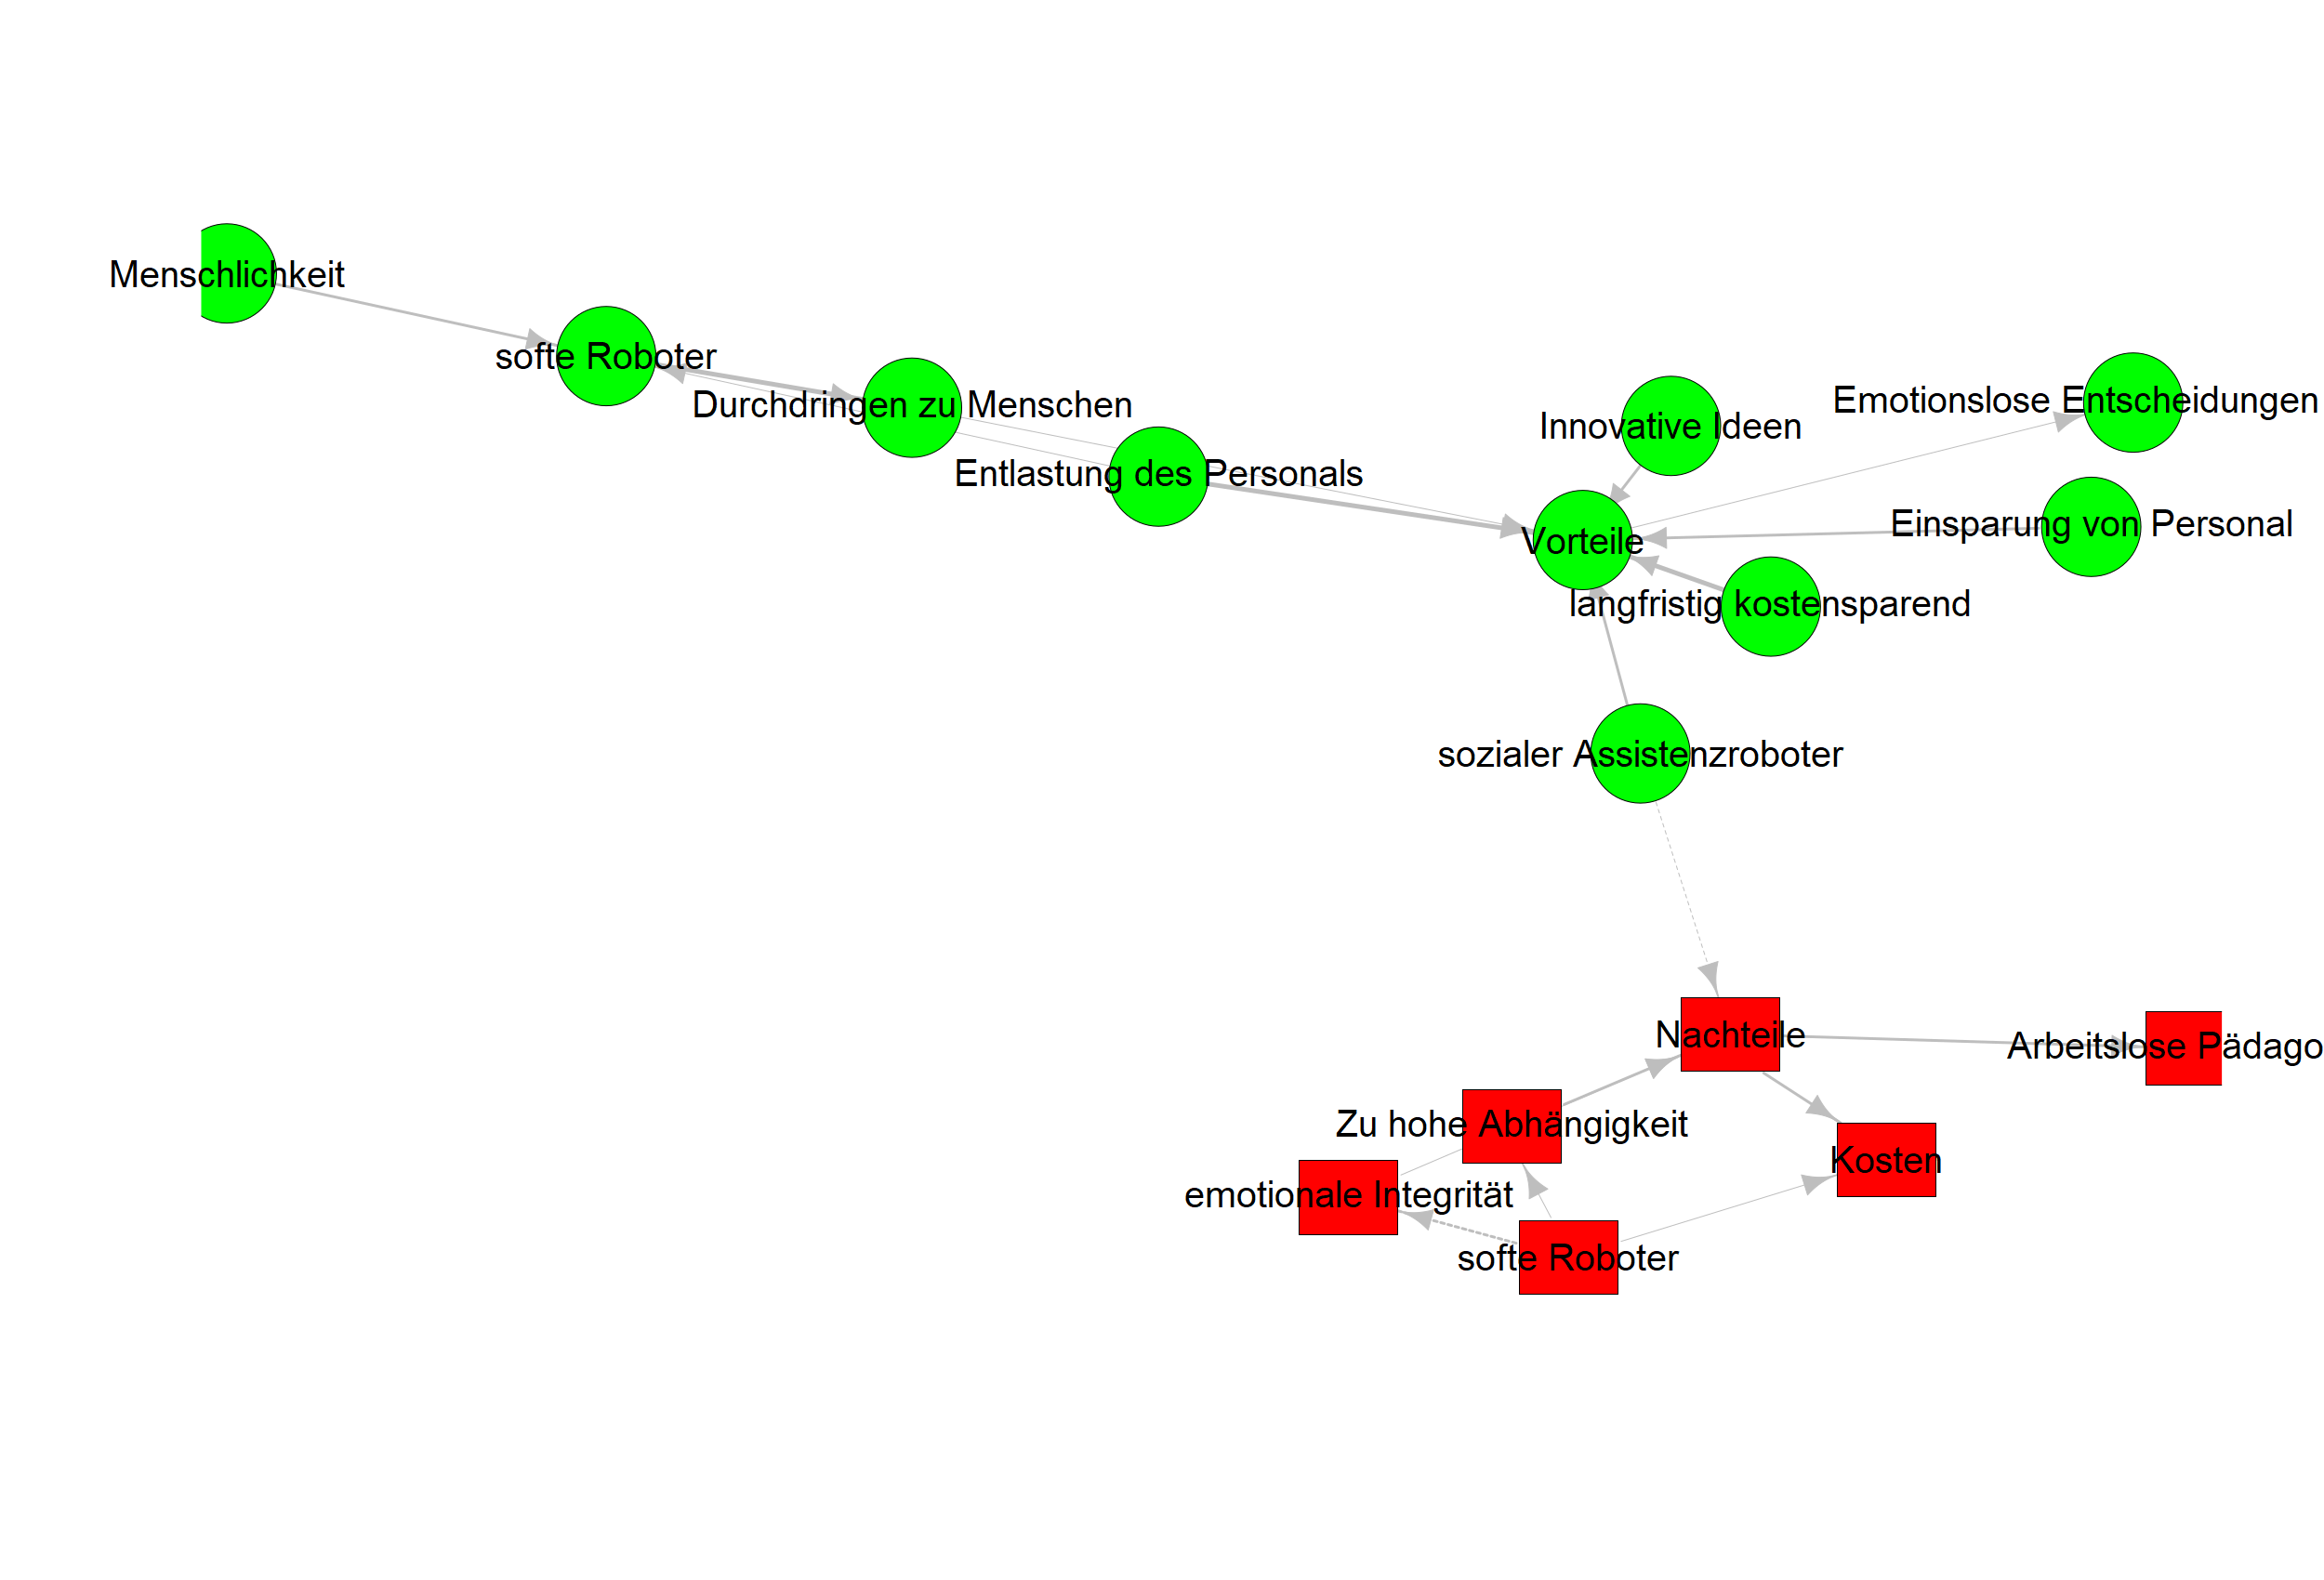 Menschlichkeit
softe Roboter
Durchdringen zu Menschen
Entlastung des Personals
Innovative Ideen
Emotionslose Entscheidungen
Vorteile
Einsparung von Personal
langfristig kostensparend
sozialer Assistenzroboter
Nachteile
Arbeitslose Pädago
Zu hohe Abhängigkeit
Kosten
emotionale Integrität
softe Roboter